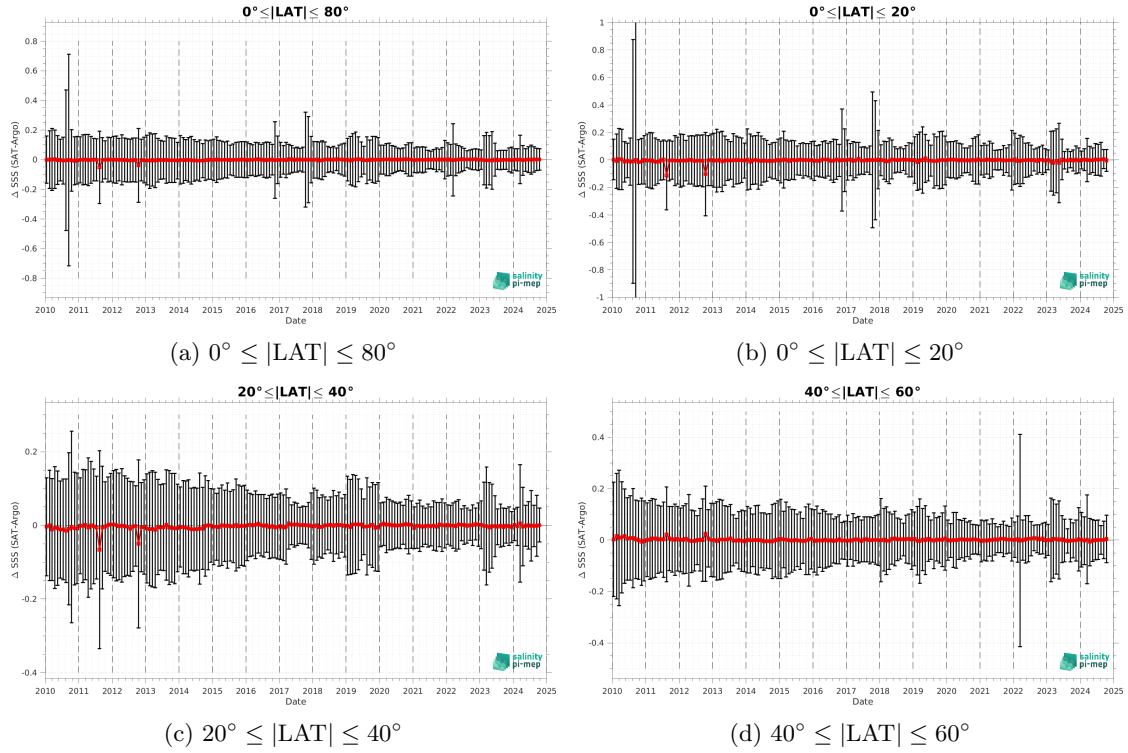 0°≤|LAT|≤ 80°
0.8
0.6
0.4
0.2
0
-0.2
-0.4
-0.6
-0.8
Δ SSS (SAT-Argo)
2010 2011 2012 2013 2014 2015 2016 2017 2018 2019 2020 2021 2022 2023 2024 2025
Date
salinity
pi-mep
(a) 0° ≤ |LAT| ≤ 80°
0°≤|LAT|≤ 20°
1
0.8
0.6
0.4
0.2
0
-0.2
-0.4
-0.6
-0.8
-1
Δ SSS (SAT-Argo)
2010 2011 2012 2013 2014 2015 2016 2017 2018 2019 2020 2021 2022 2023 2024 2025
Date
salinity
pi-mep
(b) 0° ≤ |LAT| ≤ 20°
20°≤|LAT|≤ 40°
0.2
0
-0.2
-0.4
Δ SSS (SAT-Argo)
2010 2011 2012 2013 2014 2015 2016 2017 2018 2019 2020 2021 2022 2023 2024 2025
Date
salinity
pi-mep
(c) 20° ≤ |LAT| ≤ 40°
40°≤|LAT|≤ 60°
0.4
0.2
0
-0.2
-0.4
Δ SSS (SAT-Argo)
2010 2011 2012 2013 2014 2015 2016 2017 2018 2019 2020 2021 2022 2023 2024 2025
Date
salinity
pi-mep
(d) 40° ≤ |LAT| ≤ 60°